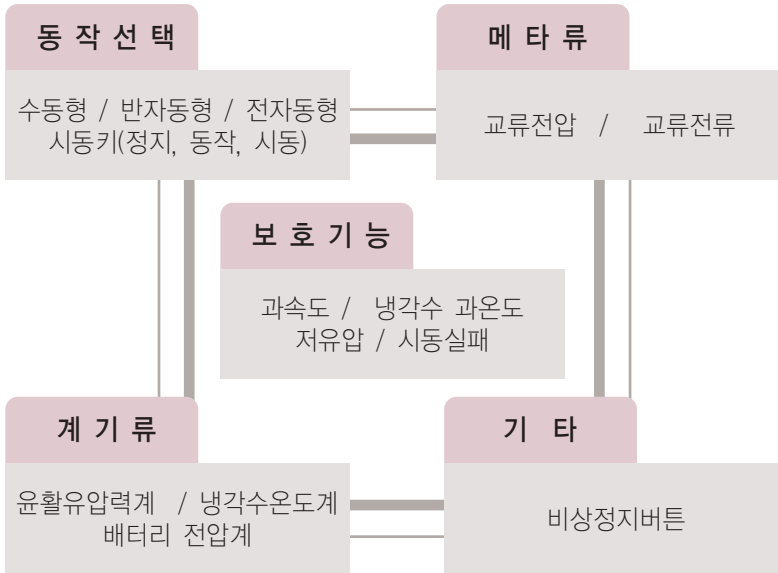 동작선택
수동형 / 반자동형 / 전자동형
시동키(정지, 동작, 시동)
메타류
교류전압 / 교류전류
보호기능
과속도 / 냉각수 과온도
저유압 / 시동실패
계기류
윤활유압력계 / 냉각수온도계
배터리 전압계
기 타
비상정지버튼